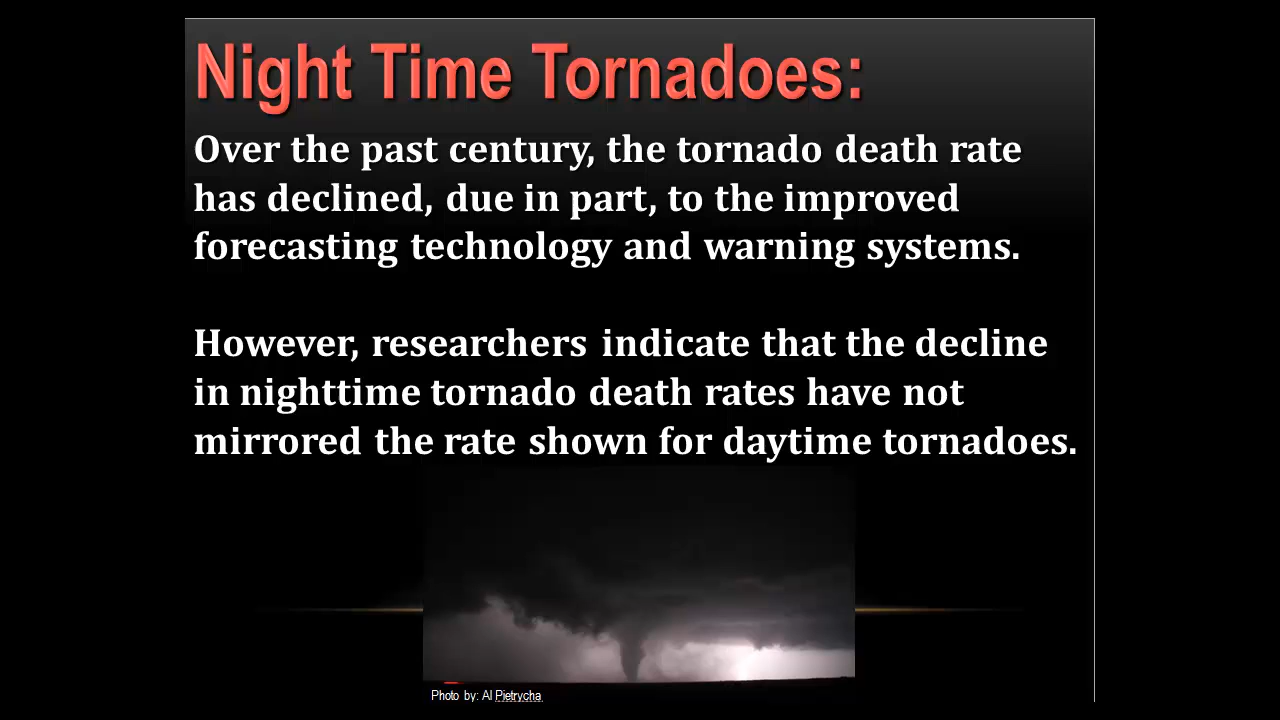 Night Time Tornadoes:
Over the past century, the tornado death rate
has declined, due in part, to the improved
forecasting technology and warning systems.
However, researchers indicate that the decline
in nighttime tornado death rates have not
mirrored the rate shown for daytime tornadoes.
Photo by: Al Pietrycha